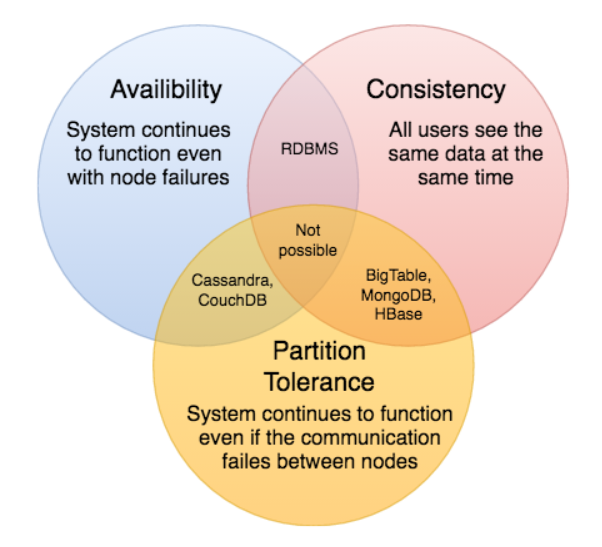 Availibility
System continues
to function even
with node failures
Consistency
All users see the
same data at the
same time
RDBMS
Not
possible
Cassandra,
CouchDB
BigTable,
MongoDB,
HBase
Partition
Tolerance
System continues to function
even if the communication
failes between nodes